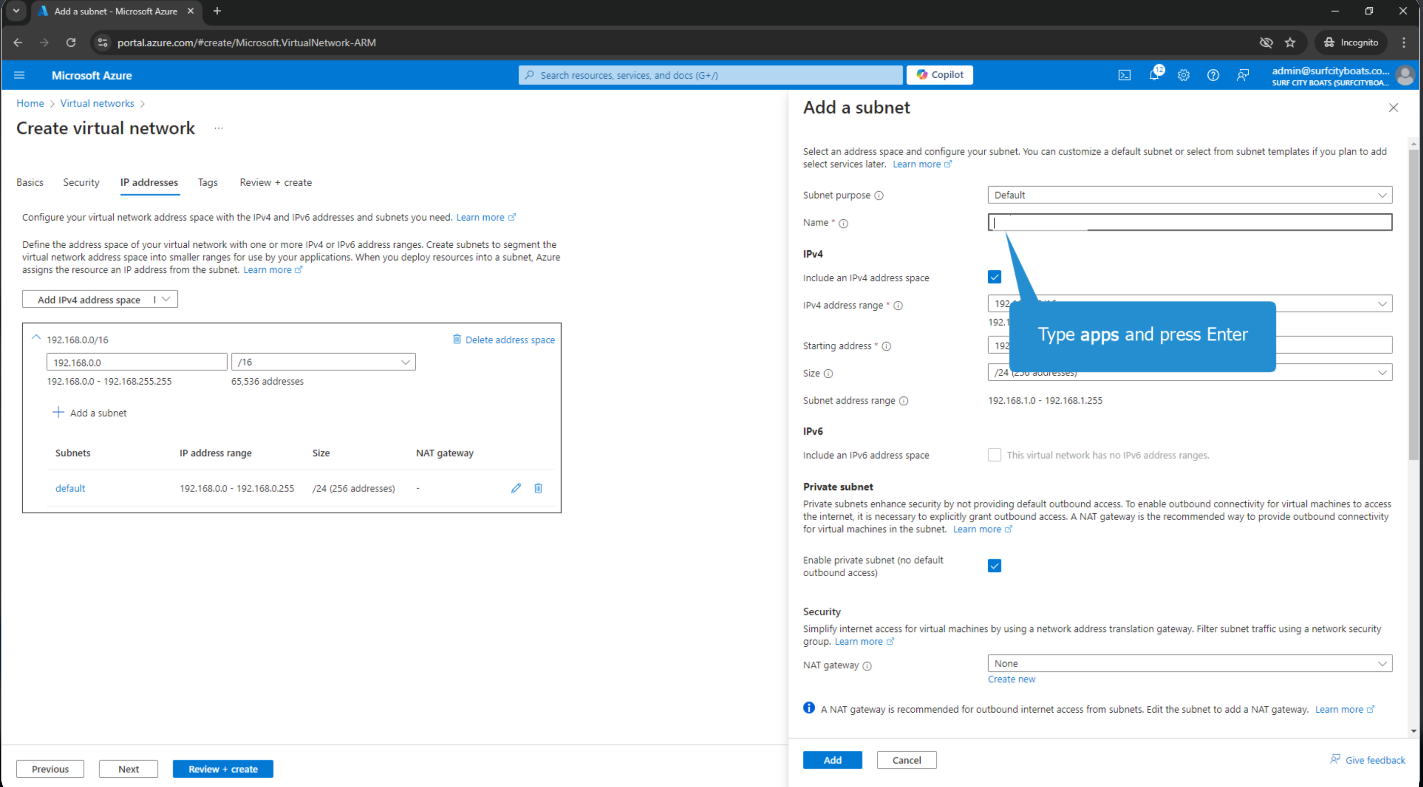 Add a subnet - Microsoft Azure
portal.azure.com/#create/Microsoft.VirtualNetwork-ARM
Incognito
Microsoft Azure
Search resources, services, and docs (G+/)
Copilot
12
admin@surfcityboats.co...
SURF CITY BOATS (SURFCITYBOA...
Home > Virtual networks >
Create virtual network ...
Basics Security IP addresses Tags Review + create
Configure your virtual network address space with the IPv4 and IPv6 addresses and subnets you need. Learn more
Define the address space of your virtual network with one or more IPv4 or IPv6 address ranges. Create subnets to segment the
virtual network address space into smaller ranges for use by your applications. When you deploy resources into a subnet, Azure
assigns the resource an IP address from the subnet. Learn more
Add IPv4 address space
192.168.0.0/16
Delete address space
192.168.0.0 /16
192.168.0.0 - 192.168.255.255 65,536 addresses
Add a subnet
Subnets IP address range Size NAT gateway
default 192.168.0.0 - 192.168.0.255 /24 (256 addresses) -
Previous Next Review + create
Add a subnet
Select an address space and configure your subnet. You can customize a default subnet or select from subnet templates if you plan to add
select services later. Learn more
Subnet purpose Default
Name *
IPv4
Include an IPv4 address space
IPv4 address range *
Type apps and press Enter
Starting address *
Size /24 (256 addresses)
Subnet address range 192.168.1.0 - 192.168.1.255
IPv6
Include an IPv6 address space This virtual network has no IPv6 address ranges.
Private subnet
Private subnets enhance security by not providing default outbound access. To enable outbound connectivity for virtual machines to access
the internet, it is necessary to explicitly grant outbound access. A NAT gateway is the recommended way to provide outbound connectivity
for virtual machines in the subnet. Learn more
Enable private subnet (no default
outbound access)
Security
Simplify internet access for virtual machines by using a network address translation gateway. Filter subnet traffic using a network security
group. Learn more
NAT gateway None
Create new
A NAT gateway is recommended for outbound internet access from subnets. Edit the subnet to add a NAT gateway. Learn more
Add Cancel
Give feedback